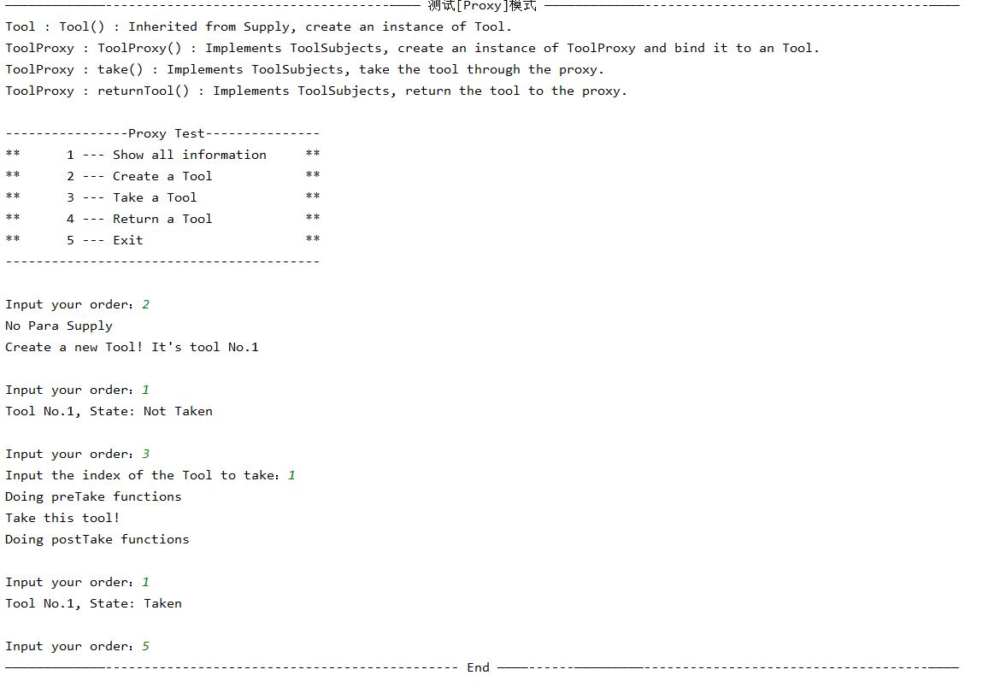 ———————————————————————————————————————————— 测试[Proxy]模式 ————————————————————————————————————————————
Tool : Tool() : Inherited from Supply, create an instance of Tool.
ToolProxy : ToolProxy() : Implements ToolSubjects, create an instance of ToolProxy and bind it to an Tool.
ToolProxy : take() : Implements ToolSubjects, take the tool through the proxy.
ToolProxy : returnTool() : Implements ToolSubjects, return the tool to the proxy.
----------------Proxy Test---------------
**      1 --- Show all information     **
**      2 --- Create a Tool            **
**      3 --- Take a Tool              **
**      4 --- Return a Tool            **
**      5 --- Exit                     **
-----------------------------------------
Input your order：2
No Para Supply
Create a new Tool! It's tool No.1
Input your order：1
Tool No.1, State: Not Taken
Input your order：3
Input the index of the Tool to take：1
Doing preTake functions
Take this tool!
Doing postTake functions
Input your order：1
Tool No.1, State: Taken
Input your order：5
———————————————————————————————————————————— End ————————————————————————————————————————————